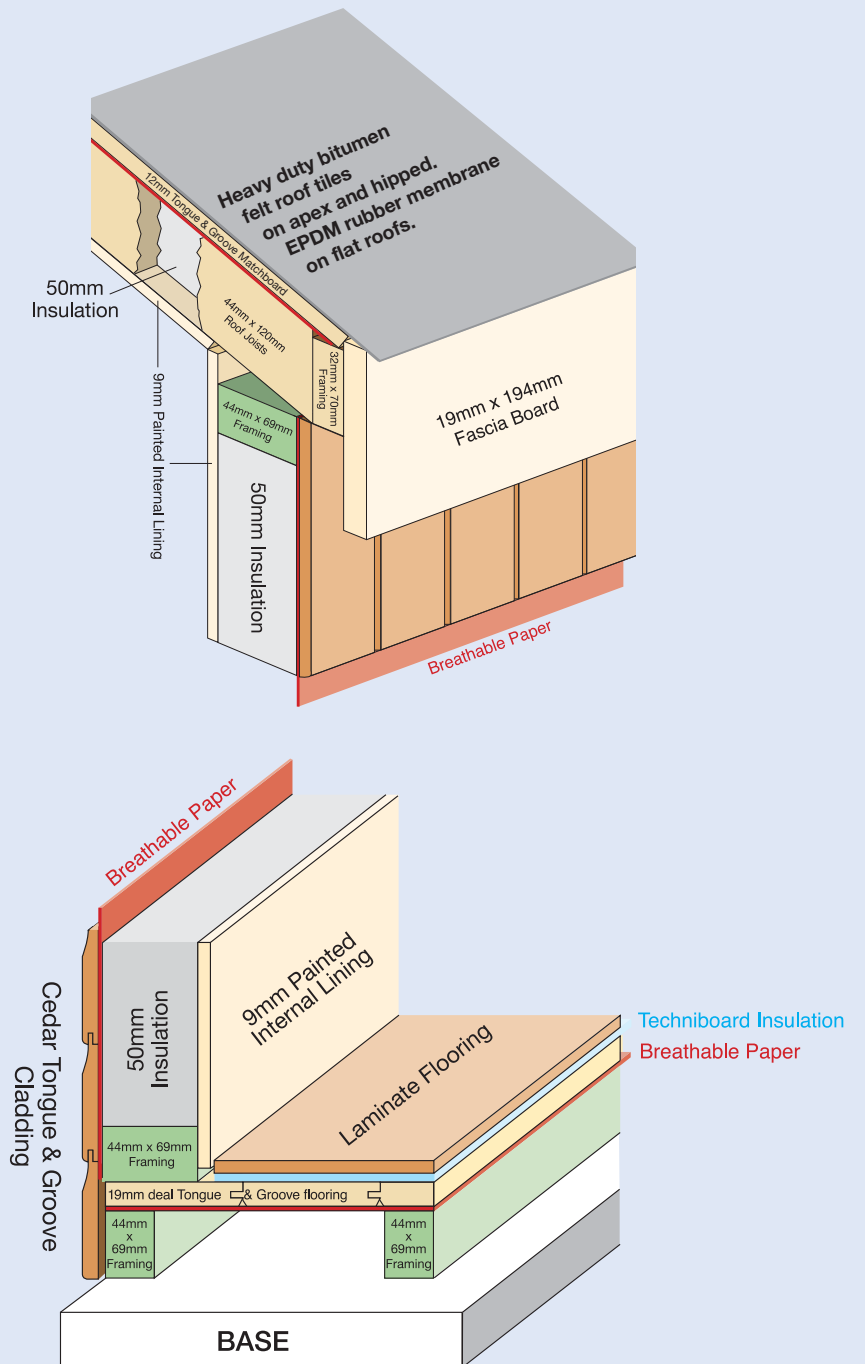 Heavy duty bitumen
felt roof tiles
on apex and hipped.
EPDM rubber membrane
on flat roofs.
12mm Tongue & Groove Matchboard
50mm
Insulation
44mm x 120mm
Roof Joists
32mm x 70mm
Framing
19mm x 194mm
Fascia Board
9mm Painted Internal Lining
44mm x 69mm
Framing
50mm Insulation
Breathable Paper
Breathable Paper
Cedar Tongue & Groove
Cladding
50mm
Insulation
9mm Painted
Internal Lining
Laminate Flooring
Techniboard Insulation
Breathable Paper
44mm x 69mm
Framing
19mm deal Tongue & Groove flooring
44mm
x
69mm
Framing
44mm
x
69mm
Framing
BASE